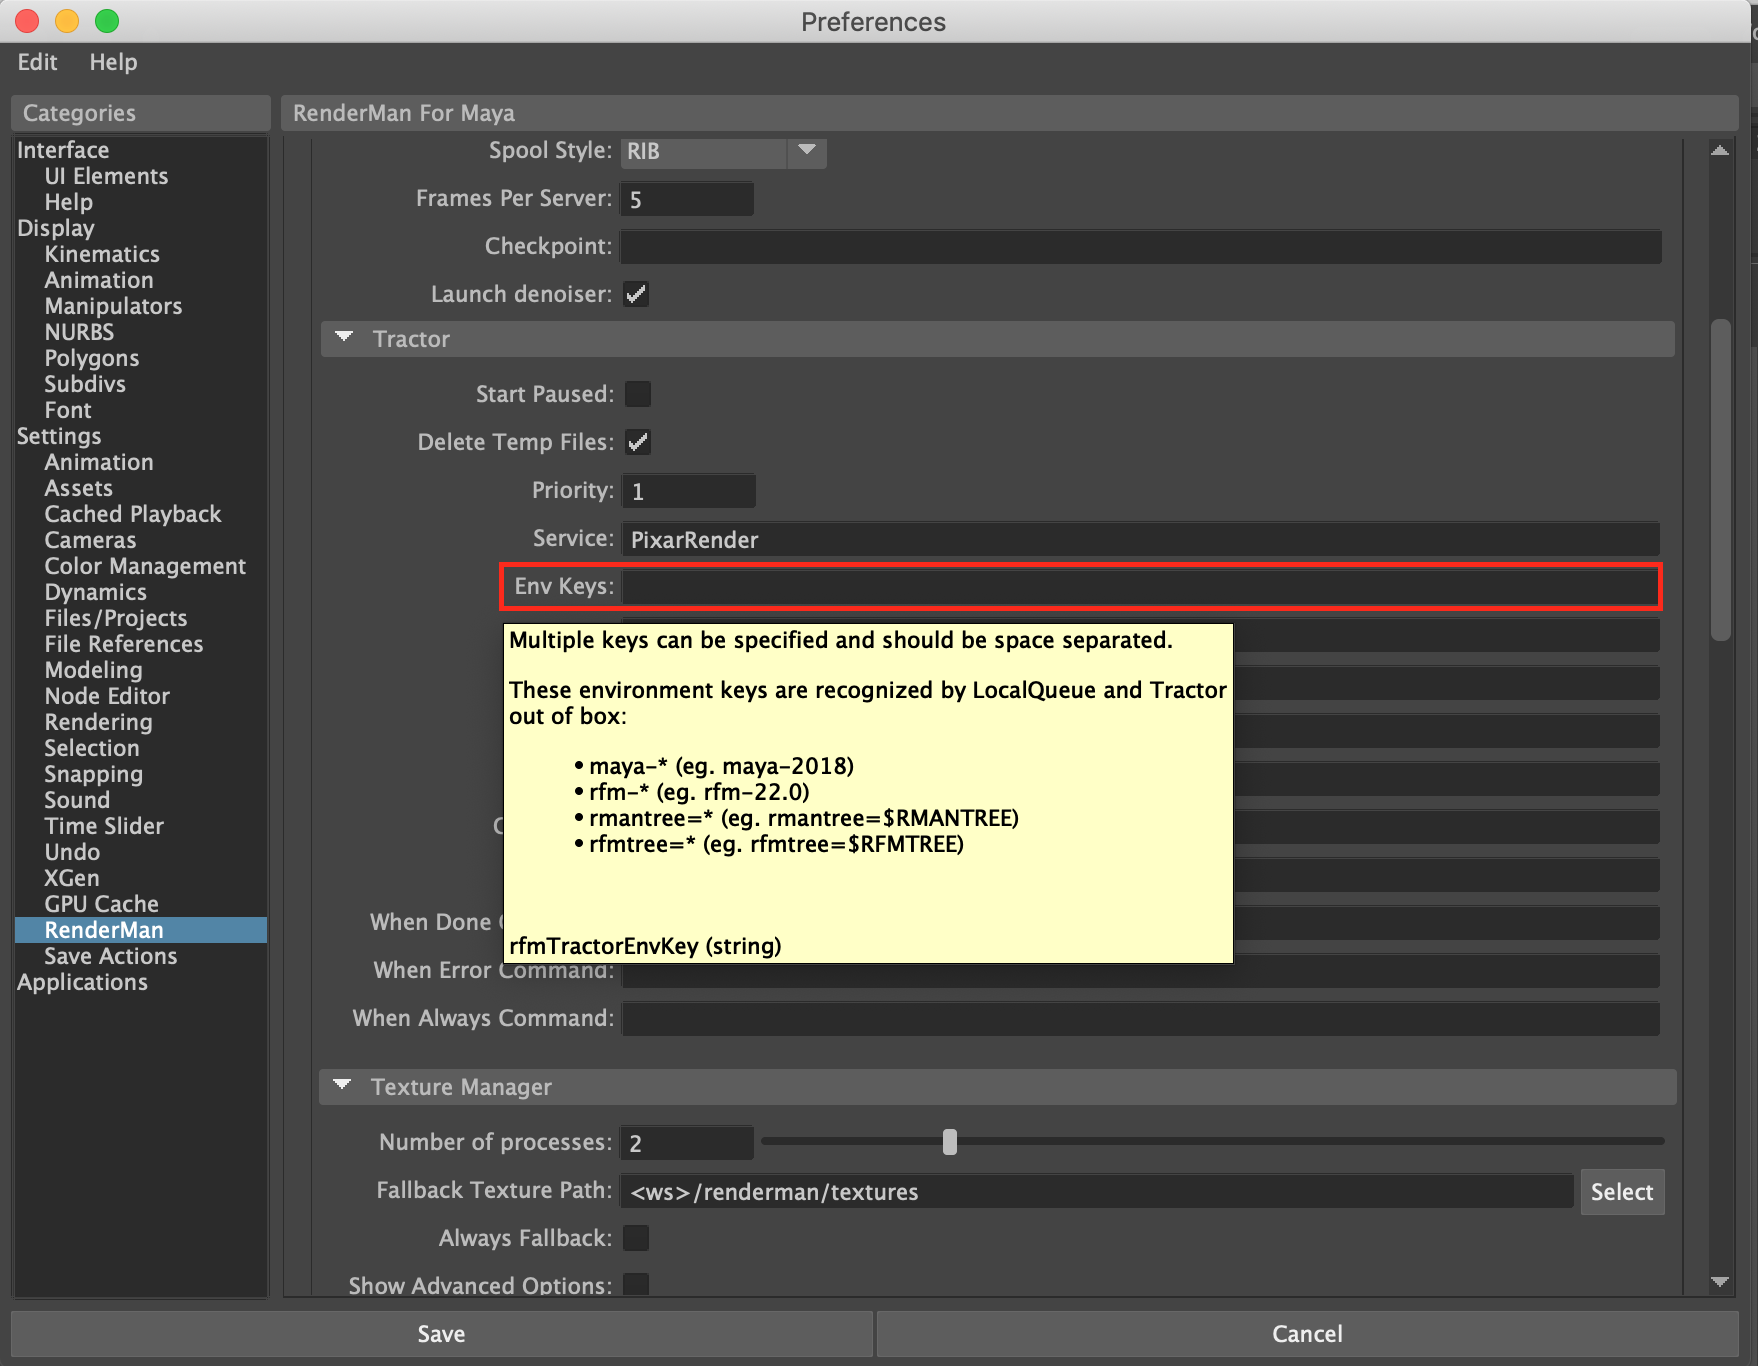 Preferences
Edit Help
Categories
Interface
UI Elements
Help
Display
Kinematics
Animation
Manipulators
NURBS
Polygons
Subdivs
Font
Settings
Animation
Assets
Cached Playback
Cameras
Color Management
Dynamics
Files/Projects
File References
Modeling
Node Editor
Rendering
Selection
Snapping
Sound
Time Slider
Undo
XGen
GPU Cache
RenderMan
Save Actions
Applications
RenderMan For Maya
Spool Style: RIB
Frames Per Server: 5
Checkpoint:
Launch denoiser:
Tractor
Start Paused:
Delete Temp Files:
Priority: 1
Service: PixarRender
Env Keys:
Multiple keys can be specified and should be space separated.
These environment keys are recognized by LocalQueue and Tractor
out of box:
• maya-* (eg. maya-2018)
• rfm-* (eg. rfm-22.0)
• rmantree=* (eg. rmantree=$RMANTREE)
• rfmtree=* (eg. rfmtree=$RFMTREE)
rfmTractorEnvKey (string)
When Done
When Error Command:
When Always Command:
Texture Manager
Number of processes: 2
Fallback Texture Path: <ws>/renderman/textures Select
Always Fallback:
Show Advanced Options:
Save Cancel